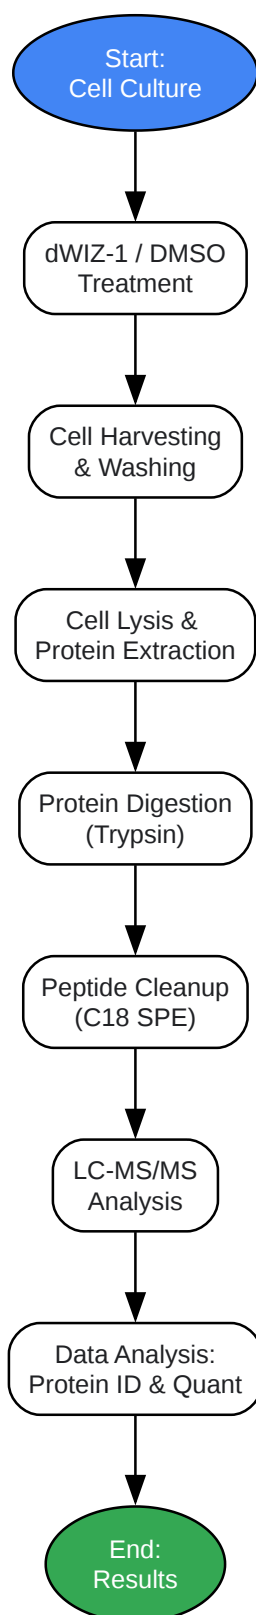 Start:
Cell Culture
dWIZ-1 / DMSO
Treatment
Cell Harvesting
& Washing
Cell Lysis &
Protein Extraction
Protein Digestion
(Trypsin)
Peptide Cleanup
(C18 SPE)
LC-MS/MS
Analysis
Data Analysis:
Protein ID & Quant
End:
Results